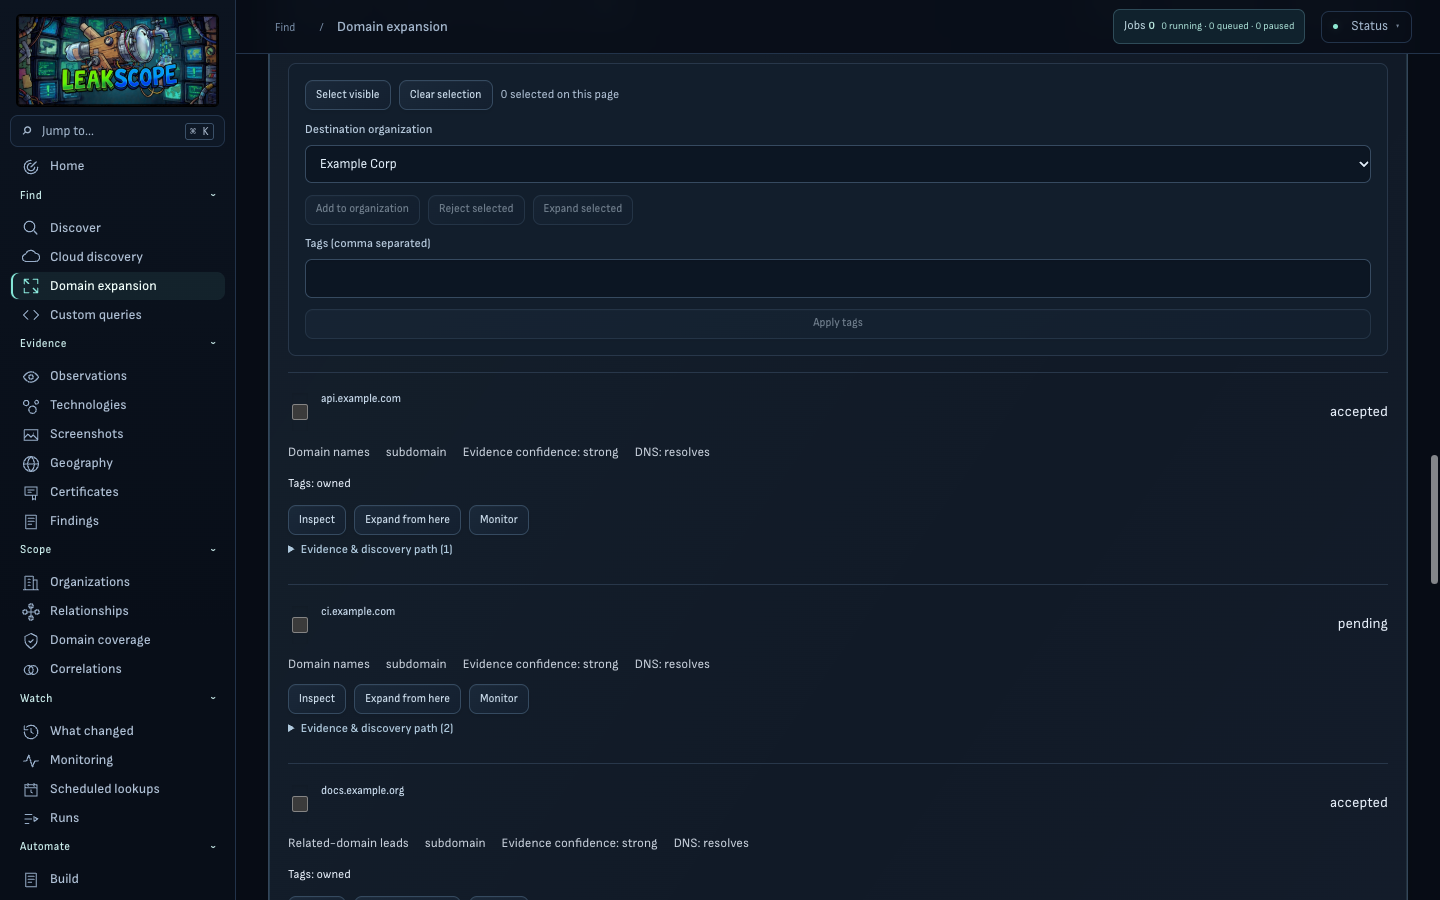 LEAKSCOPE
Jump to...
⌘ K
Home
Find
Discover
Cloud discovery
Domain expansion
Custom queries
Evidence
Observations
Technologies
Screenshots
Geography
Certificates
Findings
Scope
Organizations
Relationships
Domain coverage
Correlations
Watch
What changed
Monitoring
Scheduled lookups
Runs
Automate
Build
Find / Domain expansion
Jobs 0 0 running · 0 queued · 0 paused
Status
Select visible Clear selection 0 selected on this page
Destination organization
Example Corp
Add to organization Reject selected Expand selected
Tags (comma separated)
Apply tags
api.example.com
accepted
Domain names subdomain Evidence confidence: strong DNS: resolves
Tags: owned
Inspect Expand from here Monitor
Evidence & discovery path (1)
ci.example.com
pending
Domain names subdomain Evidence confidence: strong DNS: resolves
Inspect Expand from here Monitor
Evidence & discovery path (2)
docs.example.org
accepted
Related-domain leads subdomain Evidence confidence: strong DNS: resolves
Tags: owned